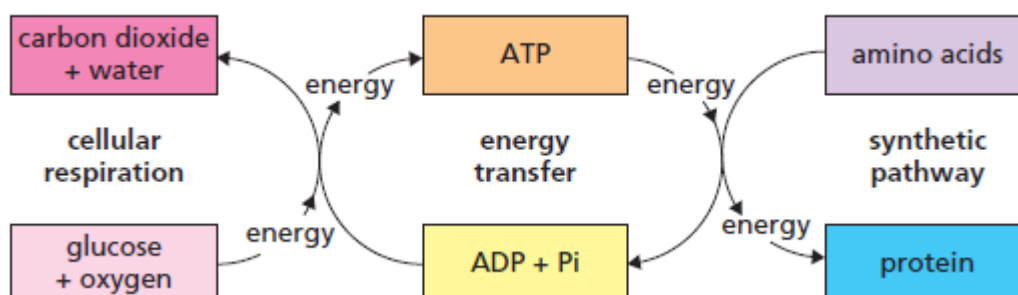 carbon dioxide
+ water
ATP
amino acids
energy
energy
cellular
respiration
energy
transfer
synthetic
pathway
energy
energy
glucose
+ oxygen
ADP + Pi
protein